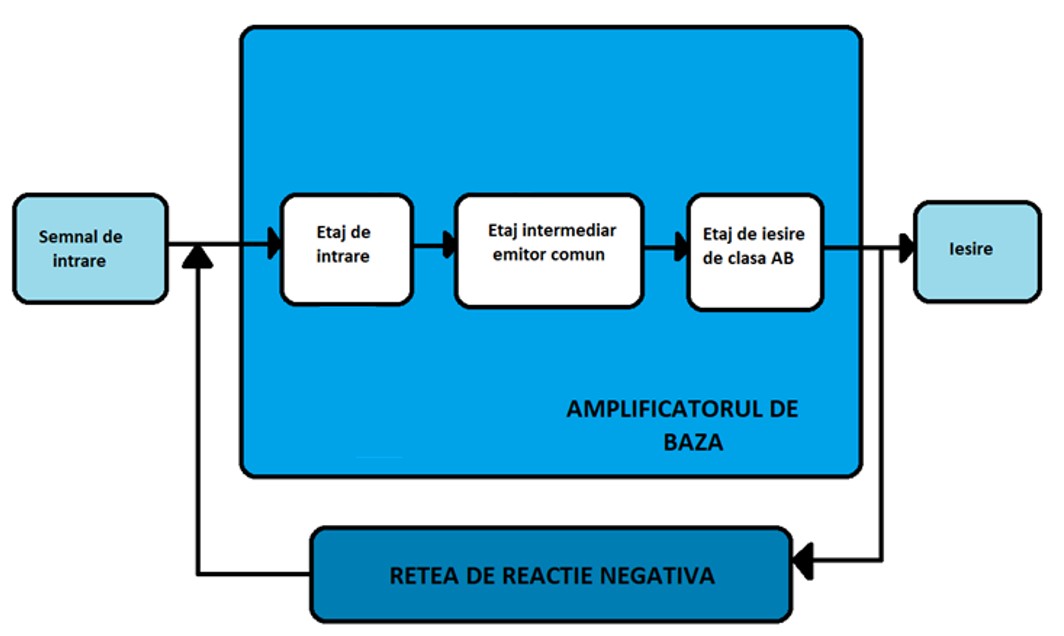 Semnal de
intrare
Etaj de
intrare
Etaj intermediar
emitor comun
Etaj de iesire
de clasa AB
Iesire
AMPLIFICATORUL DE
BAZA
RETEA DE REACTIE NEGATIVA